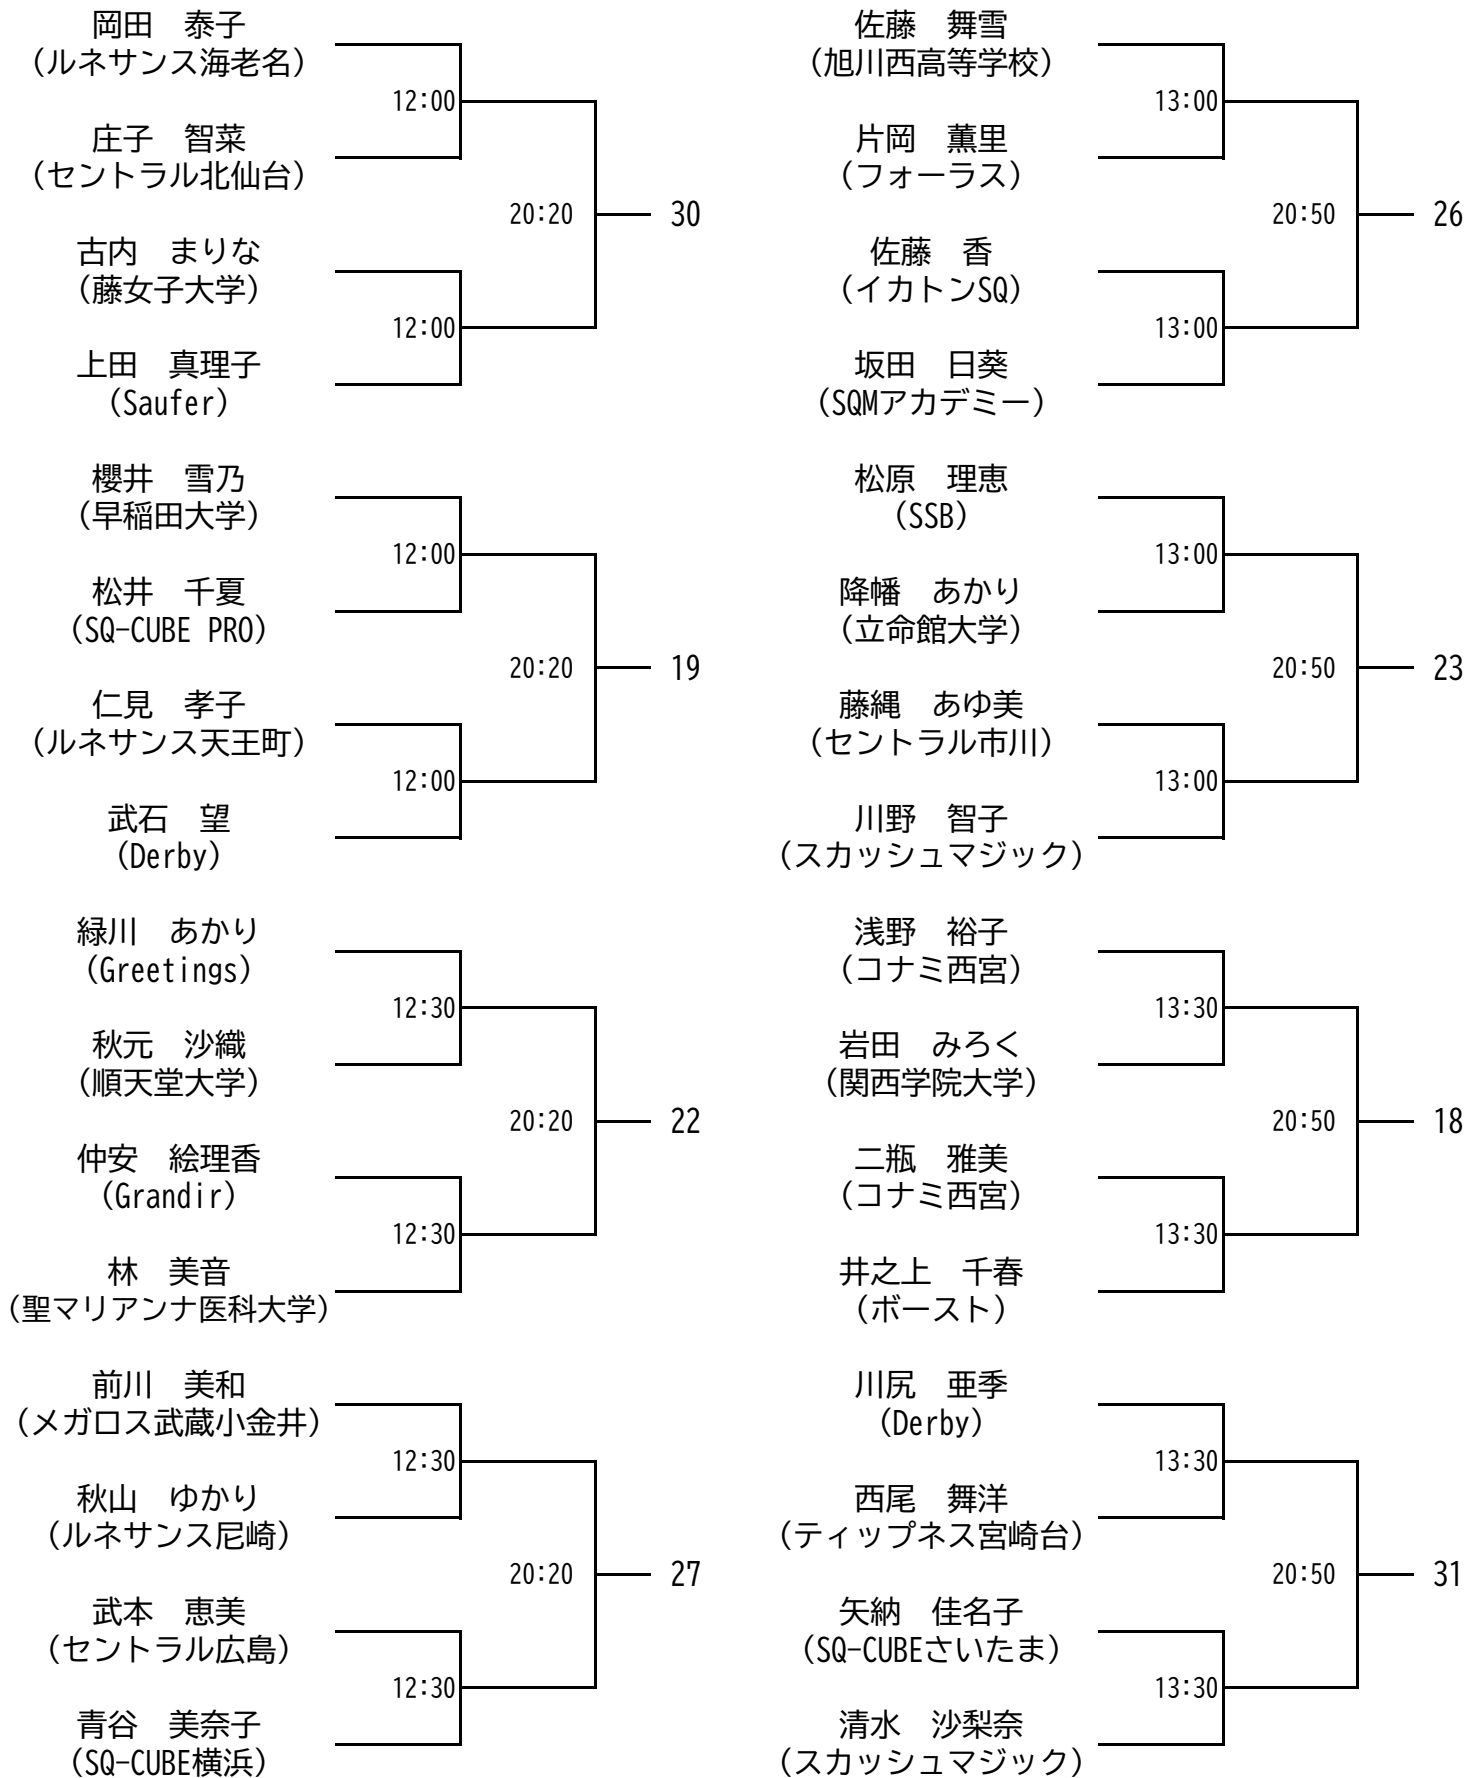 岡田　泰子
（ルネサンス海老名）
12:00
庄子　智菜
（セントラル北仙台）
20:20
30
古内　まりな
（藤女子大学）
12:00
上田　真理子
（Saufer）
櫻井　雪乃
（早稲田大学）
12:00
松井　千夏
（SQ-CUBE PRO）
20:20
19
仁見　孝子
（ルネサンス天王町）
12:00
武石　望
（Derby）
緑川　あかり
（Greetings）
12:30
秋元　沙織
（順天堂大学）
20:20
22
仲安　絵理香
（Grandir）
12:30
林　美音
（聖マリアンナ医科大学）
前川　美和
（メガロス武蔵小金井）
12:30
秋山　ゆかり
（ルネサンス尼崎）
20:20
27
武本　恵美
（セントラル広島）
12:30
青谷　美奈子
（SQ-CUBE横浜）
佐藤　舞雪
（旭川西高等学校）
13:00
片岡　薫里
（フォーラス）
20:50
26
佐藤　香
（イカトンSQ）
13:00
坂田　日葵
（SQMアカデミー）
松原　理恵
（SSB）
13:00
降幡　あかり
（立命館大学）
20:50
23
藤縄　あゆ美
（セントラル市川）
13:00
川野　智子
（スカッシュマジック）
浅野　裕子
（コナミ西宮）
13:30
岩田　みろく
（関西学院大学）
20:50
18
二瓶　雅美
（コナミ西宮）
13:30
井之上　千春
（ボースト）
川尻　亜季
（Derby）
13:30
西尾　舞洋
（ティップネス宮崎台）
20:50
31
矢納　佳名子
（SQ-CUBEさいたま）
13:30
清水　沙梨奈
（スカッシュマジック）